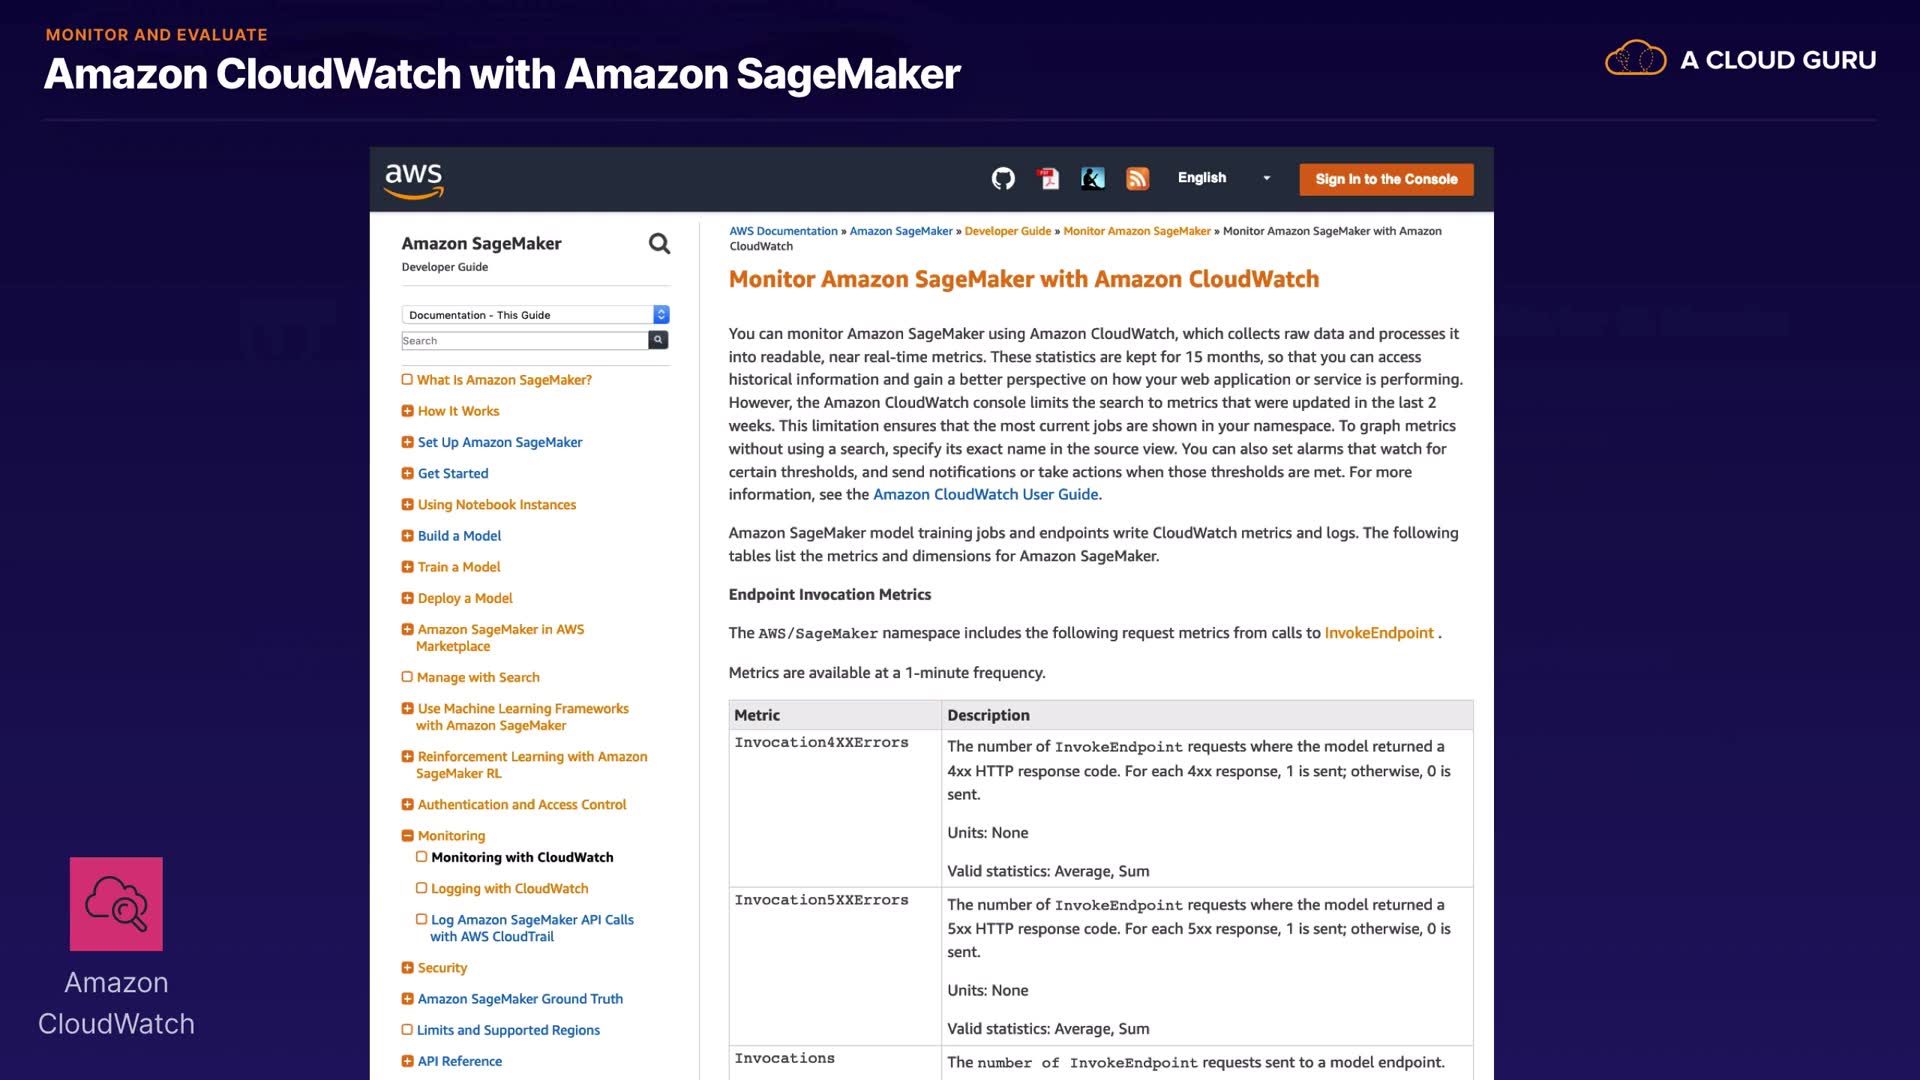 MONITOR AND EVALUATE
Amazon CloudWatch with Amazon SageMaker
A CLOUD GURU
aws
English
Sign In to the Console
Amazon SageMaker
Developer Guide
Documentation - This Guide
Search
What Is Amazon SageMaker?
How It Works
Set Up Amazon SageMaker
Get Started
Using Notebook Instances
Build a Model
Train a Model
Deploy a Model
Amazon SageMaker in AWS
Marketplace
Manage with Search
Use Machine Learning Frameworks
with Amazon SageMaker
Reinforcement Learning with Amazon
SageMaker RL
Authentication and Access Control
Monitoring
Monitoring with CloudWatch
Logging with CloudWatch
Log Amazon SageMaker API Calls
with AWS CloudTrail
Security
Amazon SageMaker Ground Truth
Limits and Supported Regions
API Reference
AWS Documentation » Amazon SageMaker » Developer Guide » Monitor Amazon SageMaker » Monitor Amazon SageMaker with Amazon
CloudWatch
Monitor Amazon SageMaker with Amazon CloudWatch
You can monitor Amazon SageMaker using Amazon CloudWatch, which collects raw data and processes it
into readable, near real-time metrics. These statistics are kept for 15 months, so that you can access
historical information and gain a better perspective on how your web application or service is performing.
However, the Amazon CloudWatch console limits the search to metrics that were updated in the last 2
weeks. This limitation ensures that the most current jobs are shown in your namespace. To graph metrics
without using a search, specify its exact name in the source view. You can also set alarms that watch for
certain thresholds, and send notifications or take actions when those thresholds are met. For more
information, see the Amazon CloudWatch User Guide.
Amazon SageMaker model training jobs and endpoints write CloudWatch metrics and logs. The following
tables list the metrics and dimensions for Amazon SageMaker.
Endpoint Invocation Metrics
The AWS/SageMaker namespace includes the following request metrics from calls to InvokeEndpoint .
Metrics are available at a 1-minute frequency.
Metric Description
Invocation4XXErrors
The number of InvokeEndpoint requests where the model returned a
4xx HTTP response code. For each 4xx response, 1 is sent; otherwise, 0 is
sent.
Units: None
Valid statistics: Average, Sum
Invocation5XXErrors
The number of InvokeEndpoint requests where the model returned a
5xx HTTP response code. For each 5xx response, 1 is sent; otherwise, 0 is
sent.
Units: None
Valid statistics: Average, Sum
Invocations
The number of InvokeEndpoint requests sent to a model endpoint.
Amazon
CloudWatch